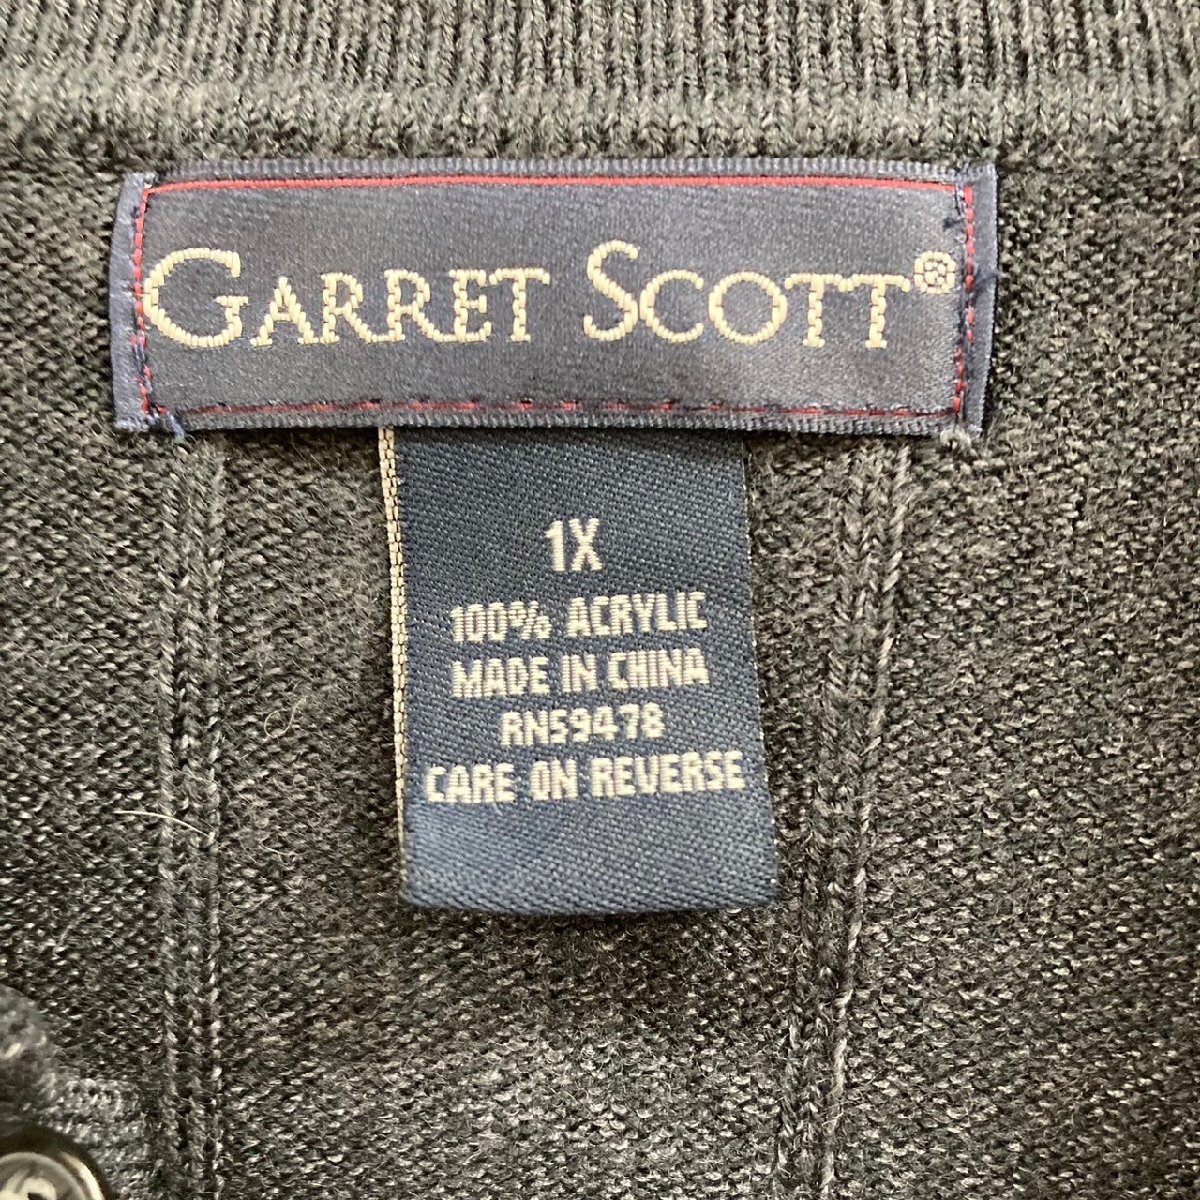 GARRET SCOTT®
1X
100% ACRYLIC
MADE IN CHINA
RN59478
CARE ON REVERSE